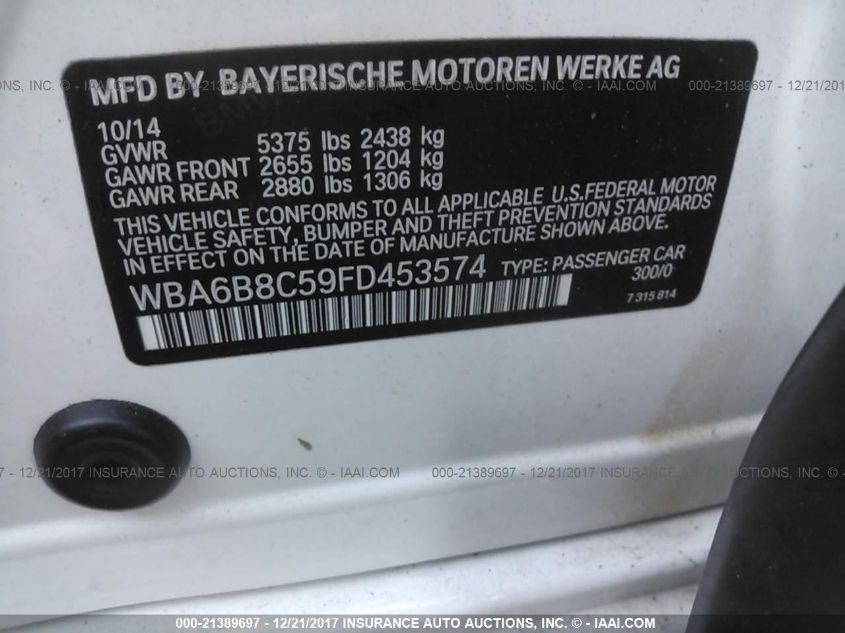 MFD BY BAYERISCHE MOTOREN WERKE AG
10/14
GVWR 5375 lbs 2438 kg
GAWR FRONT 2655 lbs 1204 kg
GAWR REAR 2880 lbs 1306 kg
THIS VEHICLE CONFORMS TO ALL APPLICABLE U.S.FEDERAL MOTOR
VEHICLE SAFETY, BUMPER AND THEFT PREVENTION STANDARDS
IN EFFECT ON THE DATE OF MANUFACTURE SHOWN ABOVE.
WBA6B8C59FD453574 TYPE: PASSENGER CAR
300/0
7 315 814
000-21389697 - 12/21/2017 INSURANCE AUTO AUCTIONS, INC. © - IAAI.COM